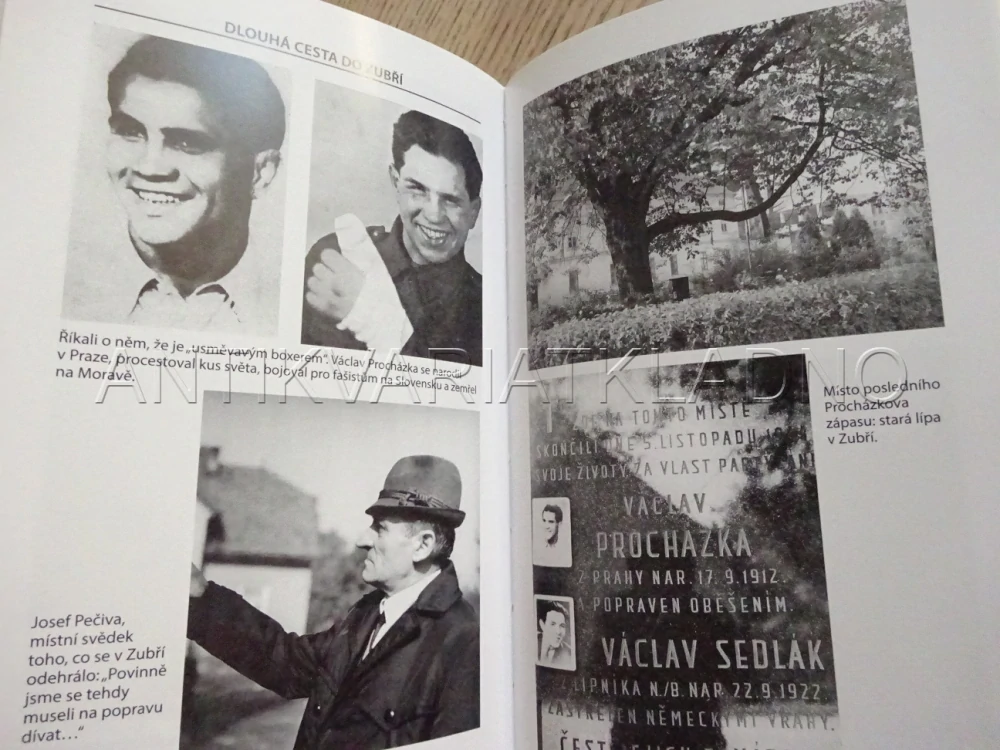 DLOUHÁ CESTA DO ZUBŘÍ
Říkali o něm, že je „usměvavým boxerem“. Václav Procházka se narodil
v Praze, procestoval kus světa, bojoval pro fašistům na Slovensku a zemřel
na Moravě.
Josef Pečiva,
místní svědek
toho, co se v Zubří
odehrálo: „Povinně
jsme se tehdy
museli na popravu
dívat…“
Místo posledního
Procházkova
zápasu: stará lípa
v Zubří.
NA TOMTO MÍSTĚ
SKONČILI DNE 5. LISTOPADU
SVOJE ŽIVOTY ZA VLAST
VÁCLAV
PROCHÁZKA
Z PRAHY NAR. 17. 9. 1912.
A POPRAVEN OBĚŠENÍM.
VÁCLAV SEDLÁK
LIPNÍKA N./B. NAR. 22. 9. 1922.
ZASTŘELEN NĚMECKÝMI VRAHY.
ČEST JEJICH
ANTIKVARIATKLADNO